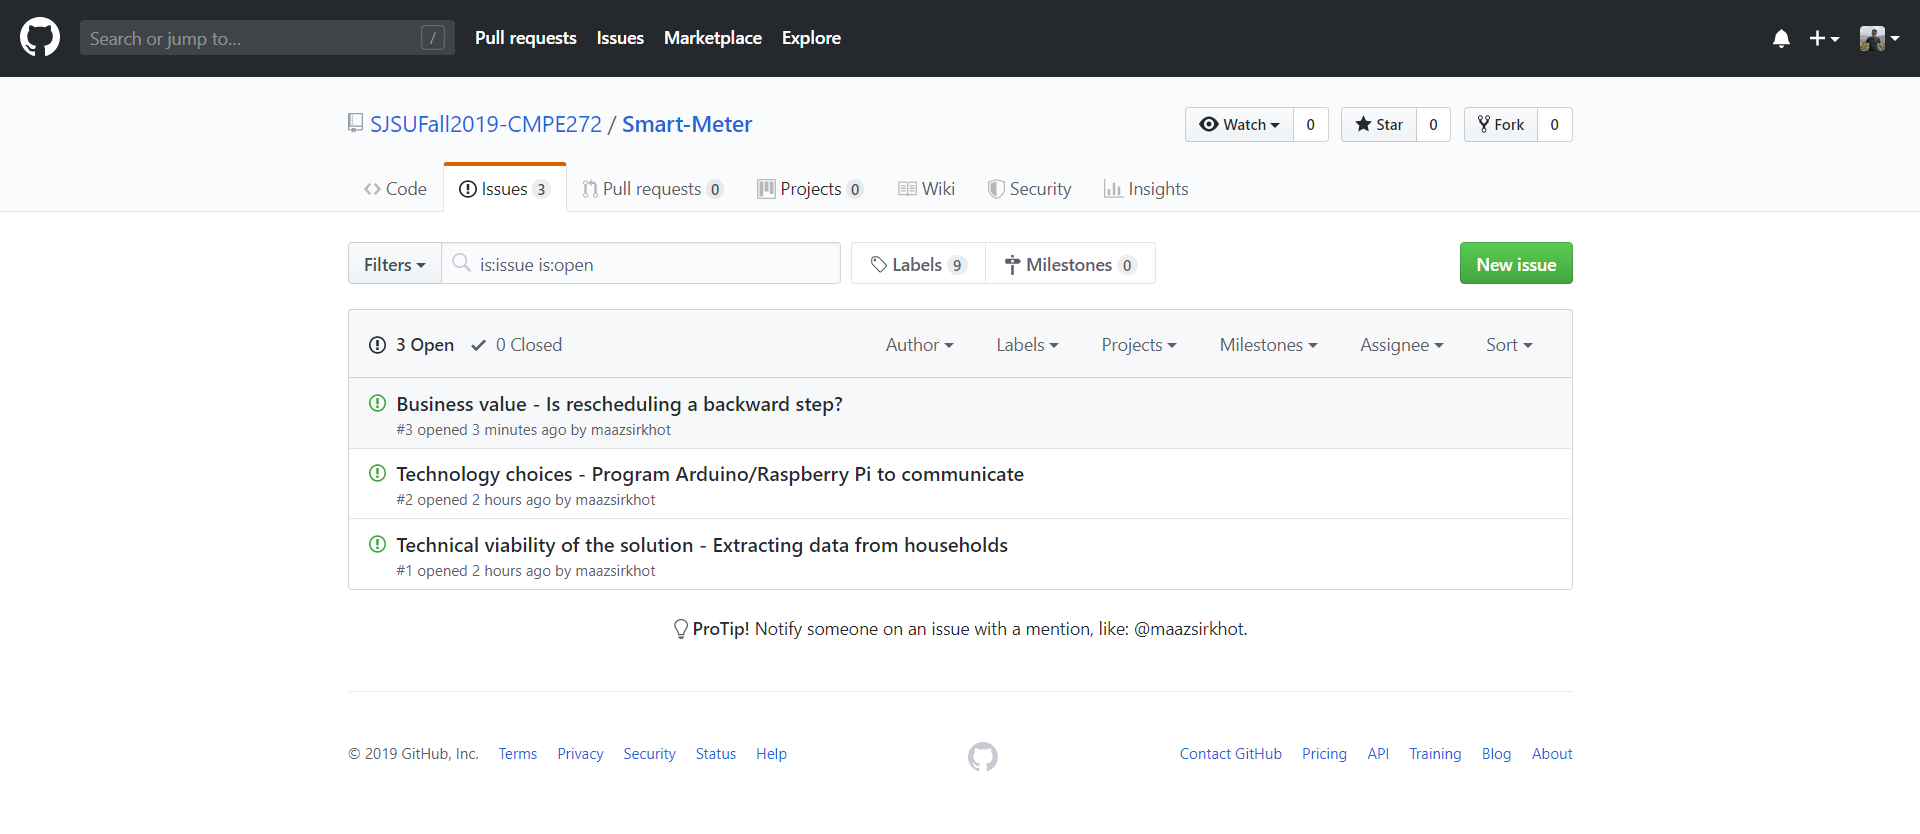 Search or jump to... / Pull requests Issues Marketplace Explore
SJSUFall2019-CMPE272 / Smart-Meter Watch 0 Star 0 Fork 0
Code Issues 3 Pull requests 0 Projects 0 Wiki Security Insights
Filters is:issue is:open Labels 9 Milestones 0 New issue
3 Open 0 Closed Author Labels Projects Milestones Assignee Sort
Business value - Is rescheduling a backward step?
#3 opened 3 minutes ago by maazsirkhot
Technology choices - Program Arduino/Raspberry Pi to communicate
#2 opened 2 hours ago by maazsirkhot
Technical viability of the solution - Extracting data from households
#1 opened 2 hours ago by maazsirkhot
ProTip! Notify someone on an issue with a mention, like: @maazsirkhot.
© 2019 GitHub, Inc. Terms Privacy Security Status Help Contact GitHub Pricing API Training Blog About